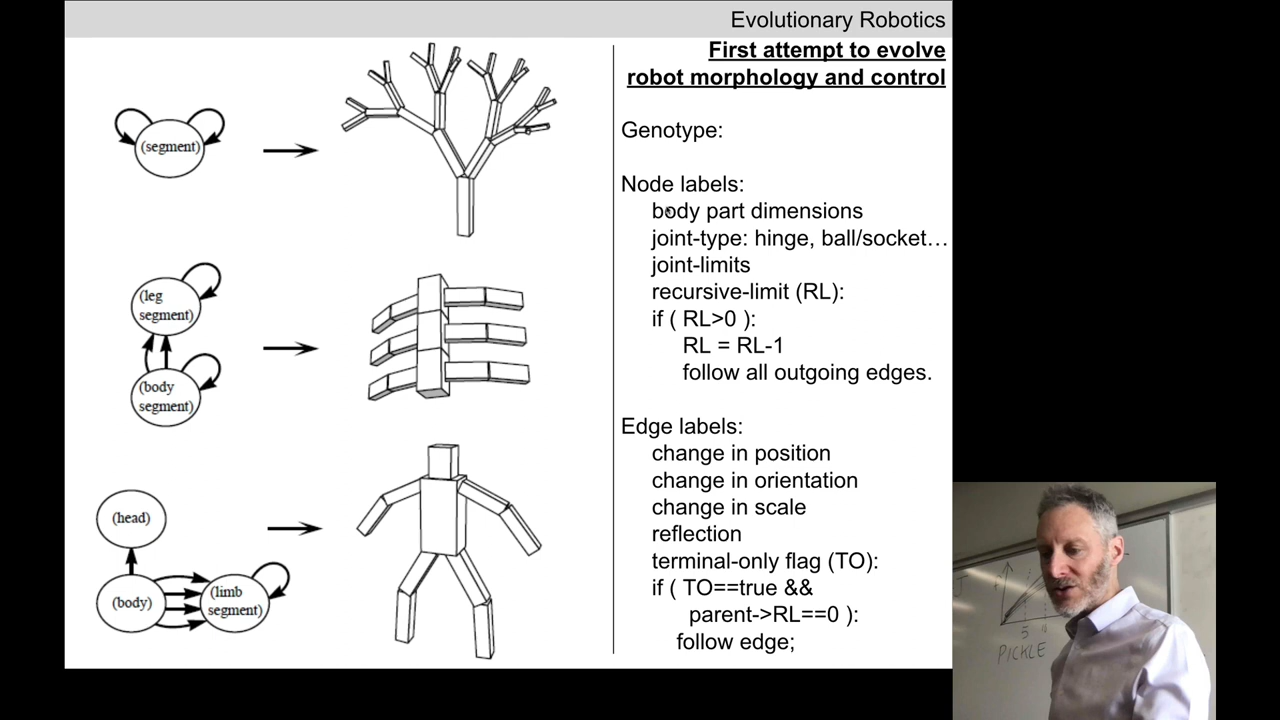 Evolutionary Robotics
First attempt to evolve
robot morphology and control
(segment)
(leg
segment)
(body
segment)
(head)
(body)
(limb
segment)
Genotype:
Node labels:
body part dimensions
joint-type: hinge, ball/socket…
joint-limits
recursive-limit (RL):
if ( RL>0 ):
RL = RL-1
follow all outgoing edges.
Edge labels:
change in position
change in orientation
change in scale
reflection
terminal-only flag (TO):
if ( TO==true &&
parent->RL==0 ):
follow edge;
5
PICKLE